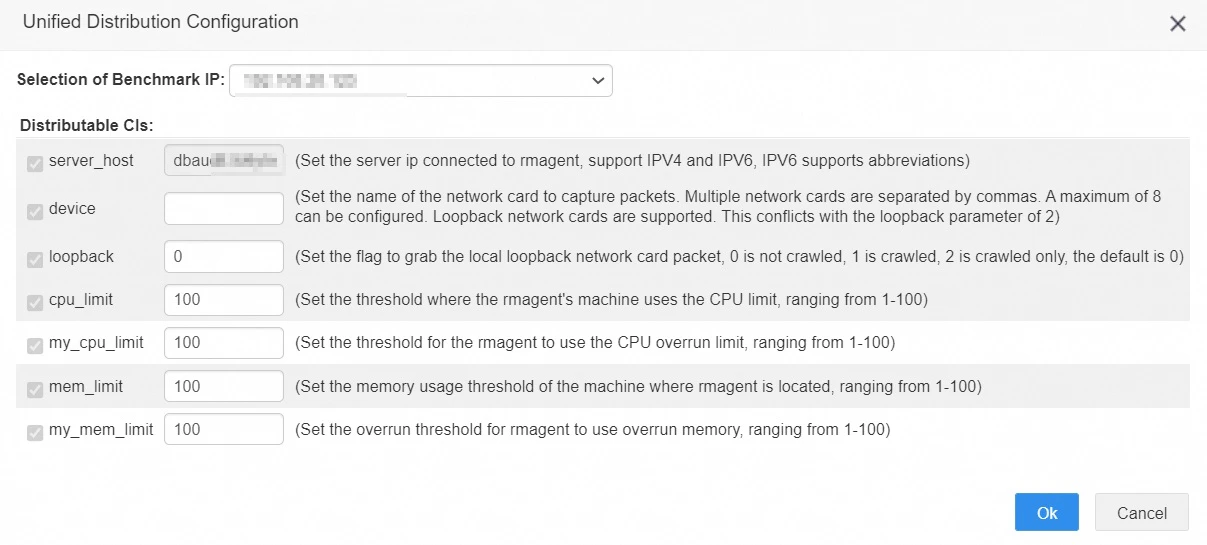 Unified Distribution Configuration
Selection of Benchmark IP:
Distributable CIs:
server_host (Set the server ip connected to rmagent, support IPV4 and IPV6, IPV6 supports abbreviations)
device (Set the name of the network card to capture packets. Multiple network cards are separated by commas. A maximum of 8
can be configured. Loopback network cards are supported. This conflicts with the loopback parameter of 2)
loopback 0 (Set the flag to grab the local loopback network card packet, 0 is not crawled, 1 is crawled, 2 is crawled only, the default is 0)
cpu_limit 100 (Set the threshold where the rmagent's machine uses the CPU limit, ranging from 1-100)
my_cpu_limit 100 (Set the threshold for the rmagent to use the CPU overrun limit, ranging from 1-100)
mem_limit 100 (Set the memory usage threshold of the machine where rmagent is located, ranging from 1-100)
my_mem_limit 100 (Set the overrun threshold for rmagent to use overrun memory, ranging from 1-100)
Ok Cancel